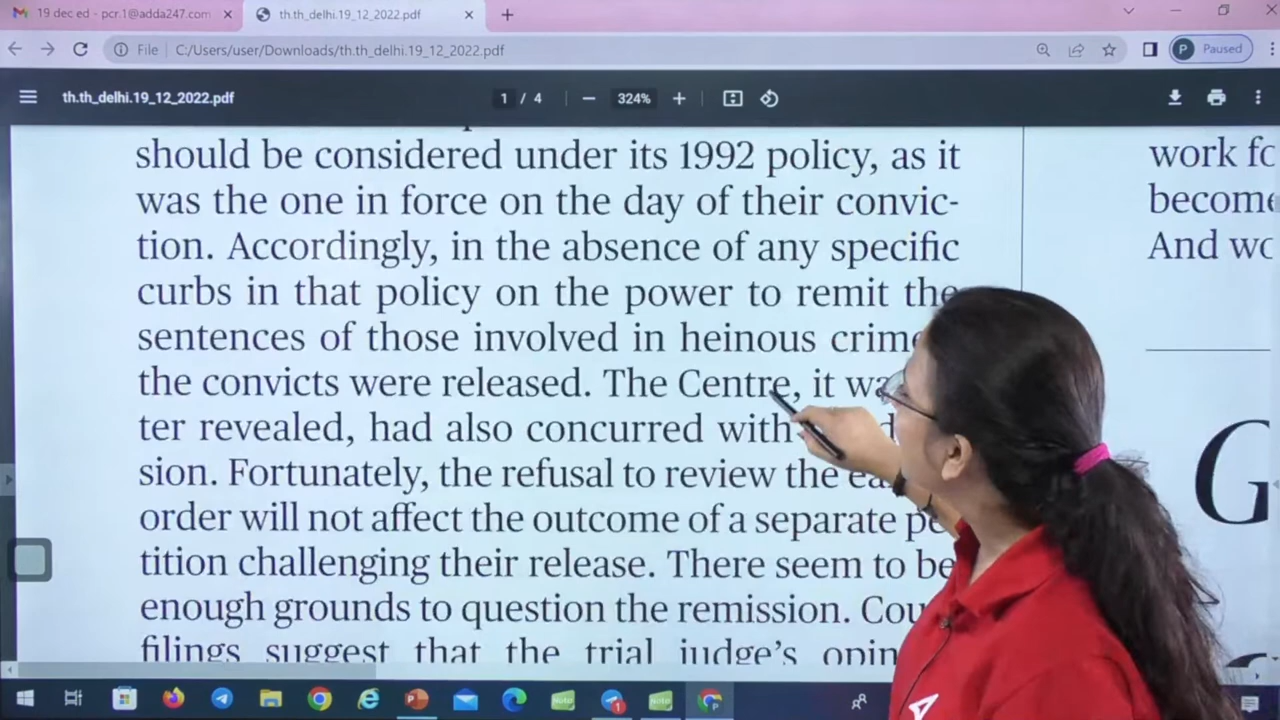 19 dec ed - pcr.1@adda247.com
th.th_delhi.19_12_2022.pdf
File C:/Users/user/Downloads/th.th_delhi.19_12_2022.pdf
P Paused
th.th_delhi.19_12_2022.pdf
1 / 4
324%
should be considered under its 1992 policy, as it
was the one in force on the day of their convic-
tion. Accordingly, in the absence of any specific
curbs in that policy on the power to remit the
sentences of those involved in heinous crime
the convicts were released. The Centre, it wa
ter revealed, had also concurred with
sion. Fortunately, the refusal to review the ea
order will not affect the outcome of a separate pe
tition challenging their release. There seem to be
enough grounds to question the remission. Cou
filings suggest that the trial judge's opin
work fo
become
And wo
G
Note
1
Note